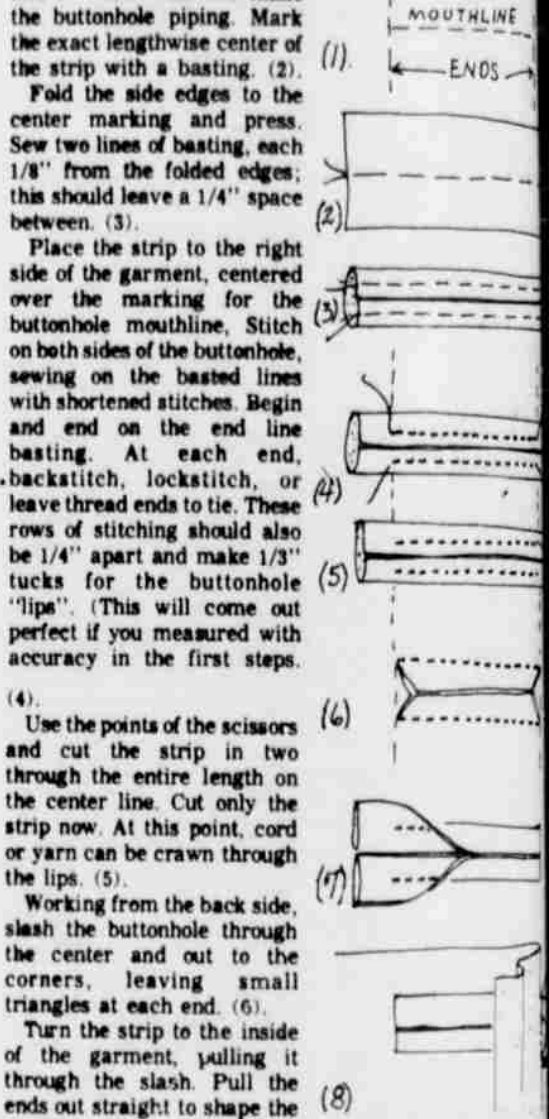 the buttonhole piping. Mark
the exact lengthwise center of
the strip with a basting. (2).
Fold the side edges to the
center marking and press.
Sew two lines of basting, each
1/8" from the folded edges;
this should leave a 1/4" space
between. (3).
Place the strip to the right
side of the garment, centered
over the marking for the
buttonhole mouthline, Stitch
on both sides of the buttonhole,
sewing on the basted lines
with shortened stitches. Begin
and end on the end line
basting. At each end,
backstitch, lockstitch, or
leave thread ends to tie. These
rows of stitching should also
be 1/4" apart and make 1/3"
tucks for the buttonhole
"lips". (This will come out
perfect if you measured with
accuracy in the first steps.
(4).
Use the points of the scissors
and cut the strip in two
through the entire length on
the center line. Cut only the
strip now. At this point, cord
or yarn can be crawn through
the lips. (5).
Working from the back side,
slash the buttonhole through
the center and out to the
corners, leaving small
triangles at each end. (6).
Turn the strip to the inside
of the garment, pulling it
through the slash. Pull the
ends out straight to shape the
MOUTHLINE
(1).
ENDS
(2)
(3)
(4)
(5)
(6)
(7)
(8)